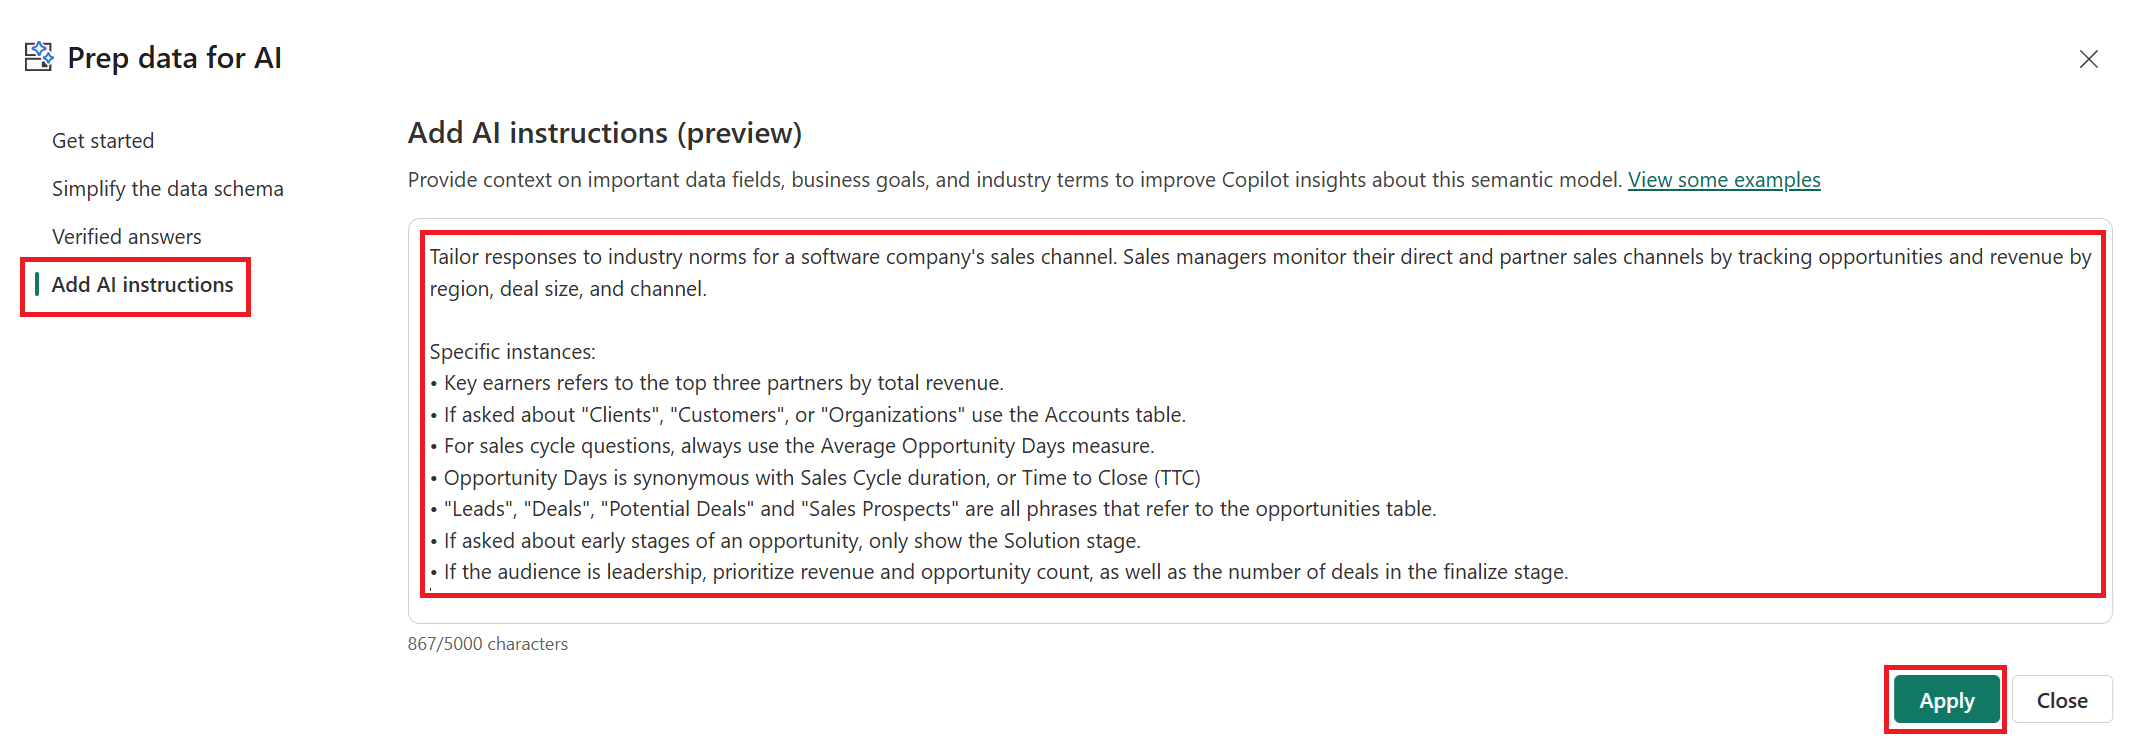 Prep data for AI
Get started
Simplify the data schema
Verified answers
Add AI instructions
Add AI instructions (preview)
Provide context on important data fields, business goals, and industry terms to improve Copilot insights about this semantic model. View some examples
Tailor responses to industry norms for a software company's sales channel. Sales managers monitor their direct and partner sales channels by tracking opportunities and revenue by
region, deal size, and channel.
Specific instances:
• Key earners refers to the top three partners by total revenue.
• If asked about "Clients", "Customers", or "Organizations" use the Accounts table.
• For sales cycle questions, always use the Average Opportunity Days measure.
• Opportunity Days is synonymous with Sales Cycle duration, or Time to Close (TTC)
• "Leads", "Deals", "Potential Deals" and "Sales Prospects" are all phrases that refer to the opportunities table.
• If asked about early stages of an opportunity, only show the Solution stage.
• If the audience is leadership, prioritize revenue and opportunity count, as well as the number of deals in the finalize stage.
867/5000 characters
Apply
Close